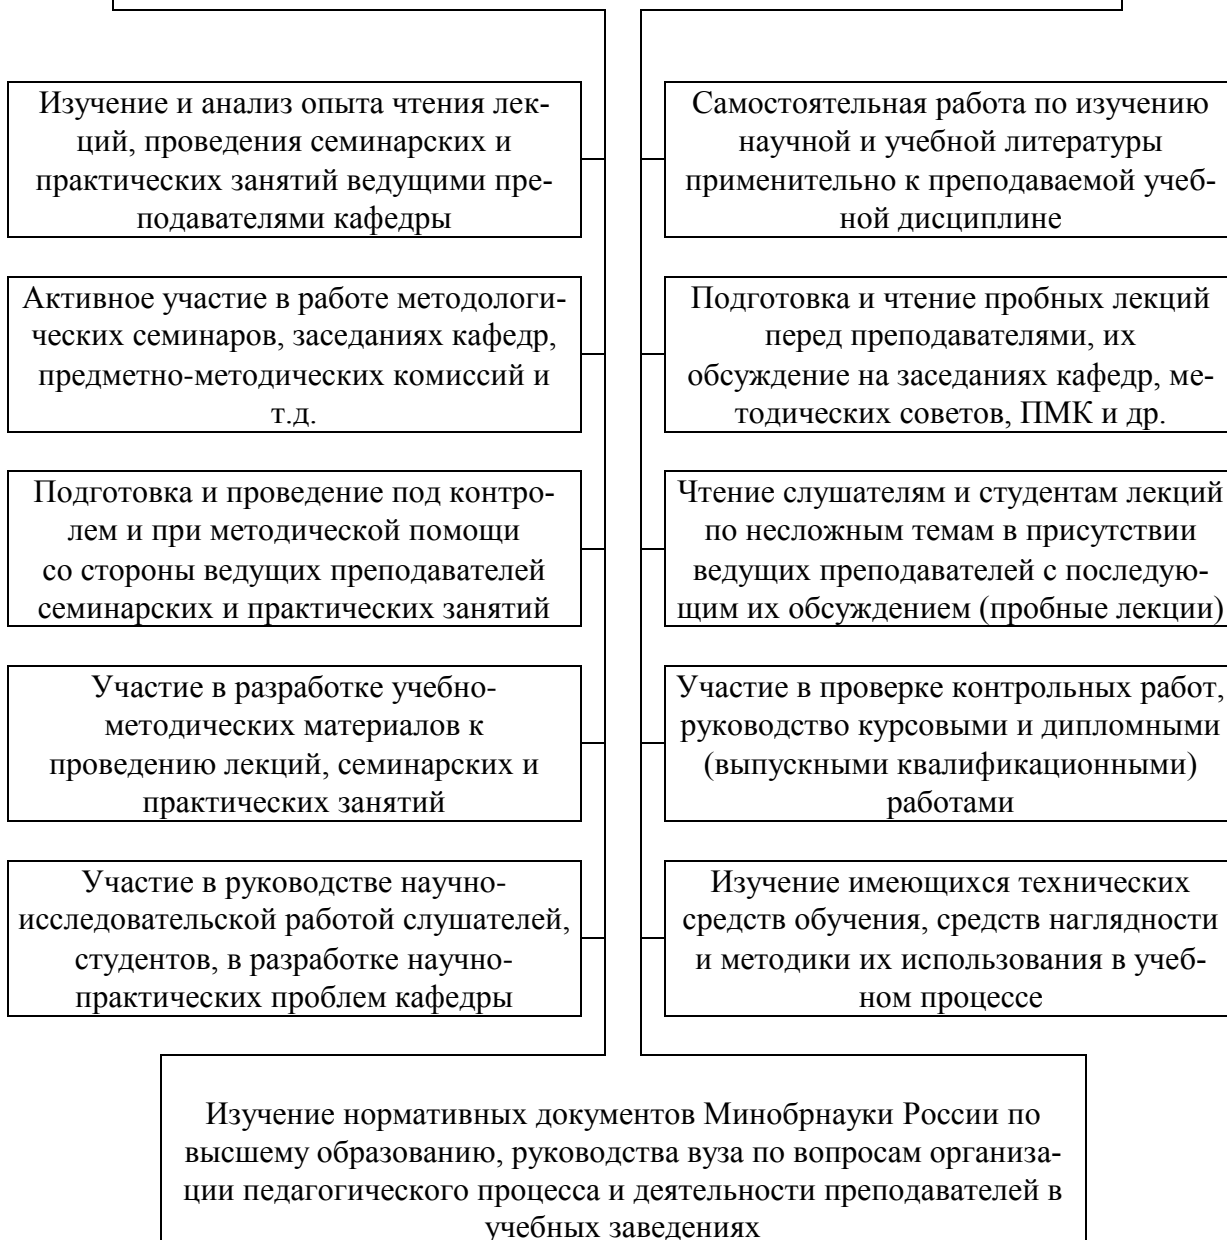 Изучение и анализ опыта чтения лек-
ций, проведения семинарских и
практических занятий ведущими пре-
подавателями кафедры
Самостоятельная работа по изучению
научной и учебной литературы
применительно к преподаваемой учеб-
ной дисциплине
Активное участие в работе методологи-
ческих семинаров, заседаниях кафедр,
предметно-методических комиссий и
т.д.
Подготовка и чтение пробных лекций
перед преподавателями, их
обсуждение на заседаниях кафедр, ме-
тодических советов, ПМК и др.
Подготовка и проведение под контро-
лем и при методической помощи
со стороны ведущих преподавателей
семинарских и практических занятий
Чтение слушателям и студентам лекций
по несложным темам в присутствии
ведущих преподавателей с последую-
щим их обсуждением (пробные лекции)
Участие в разработке учебно-
методических материалов к
проведению лекций, семинарских и
практических занятий
Участие в проверке контрольных работ,
руководство курсовыми и дипломными
(выпускными квалификационными)
работами
Участие в руководстве научно-
исследовательской работой слушателей,
студентов, в разработке научно-
практических проблем кафедры
Изучение имеющихся технических
средств обучения, средств наглядности
и методики их использования в учеб-
ном процессе
Изучение нормативных документов Минобрнауки России по
высшему образованию, руководства вуза по вопросам организа-
ции педагогического процесса и деятельности преподавателей в
учебных заведениях